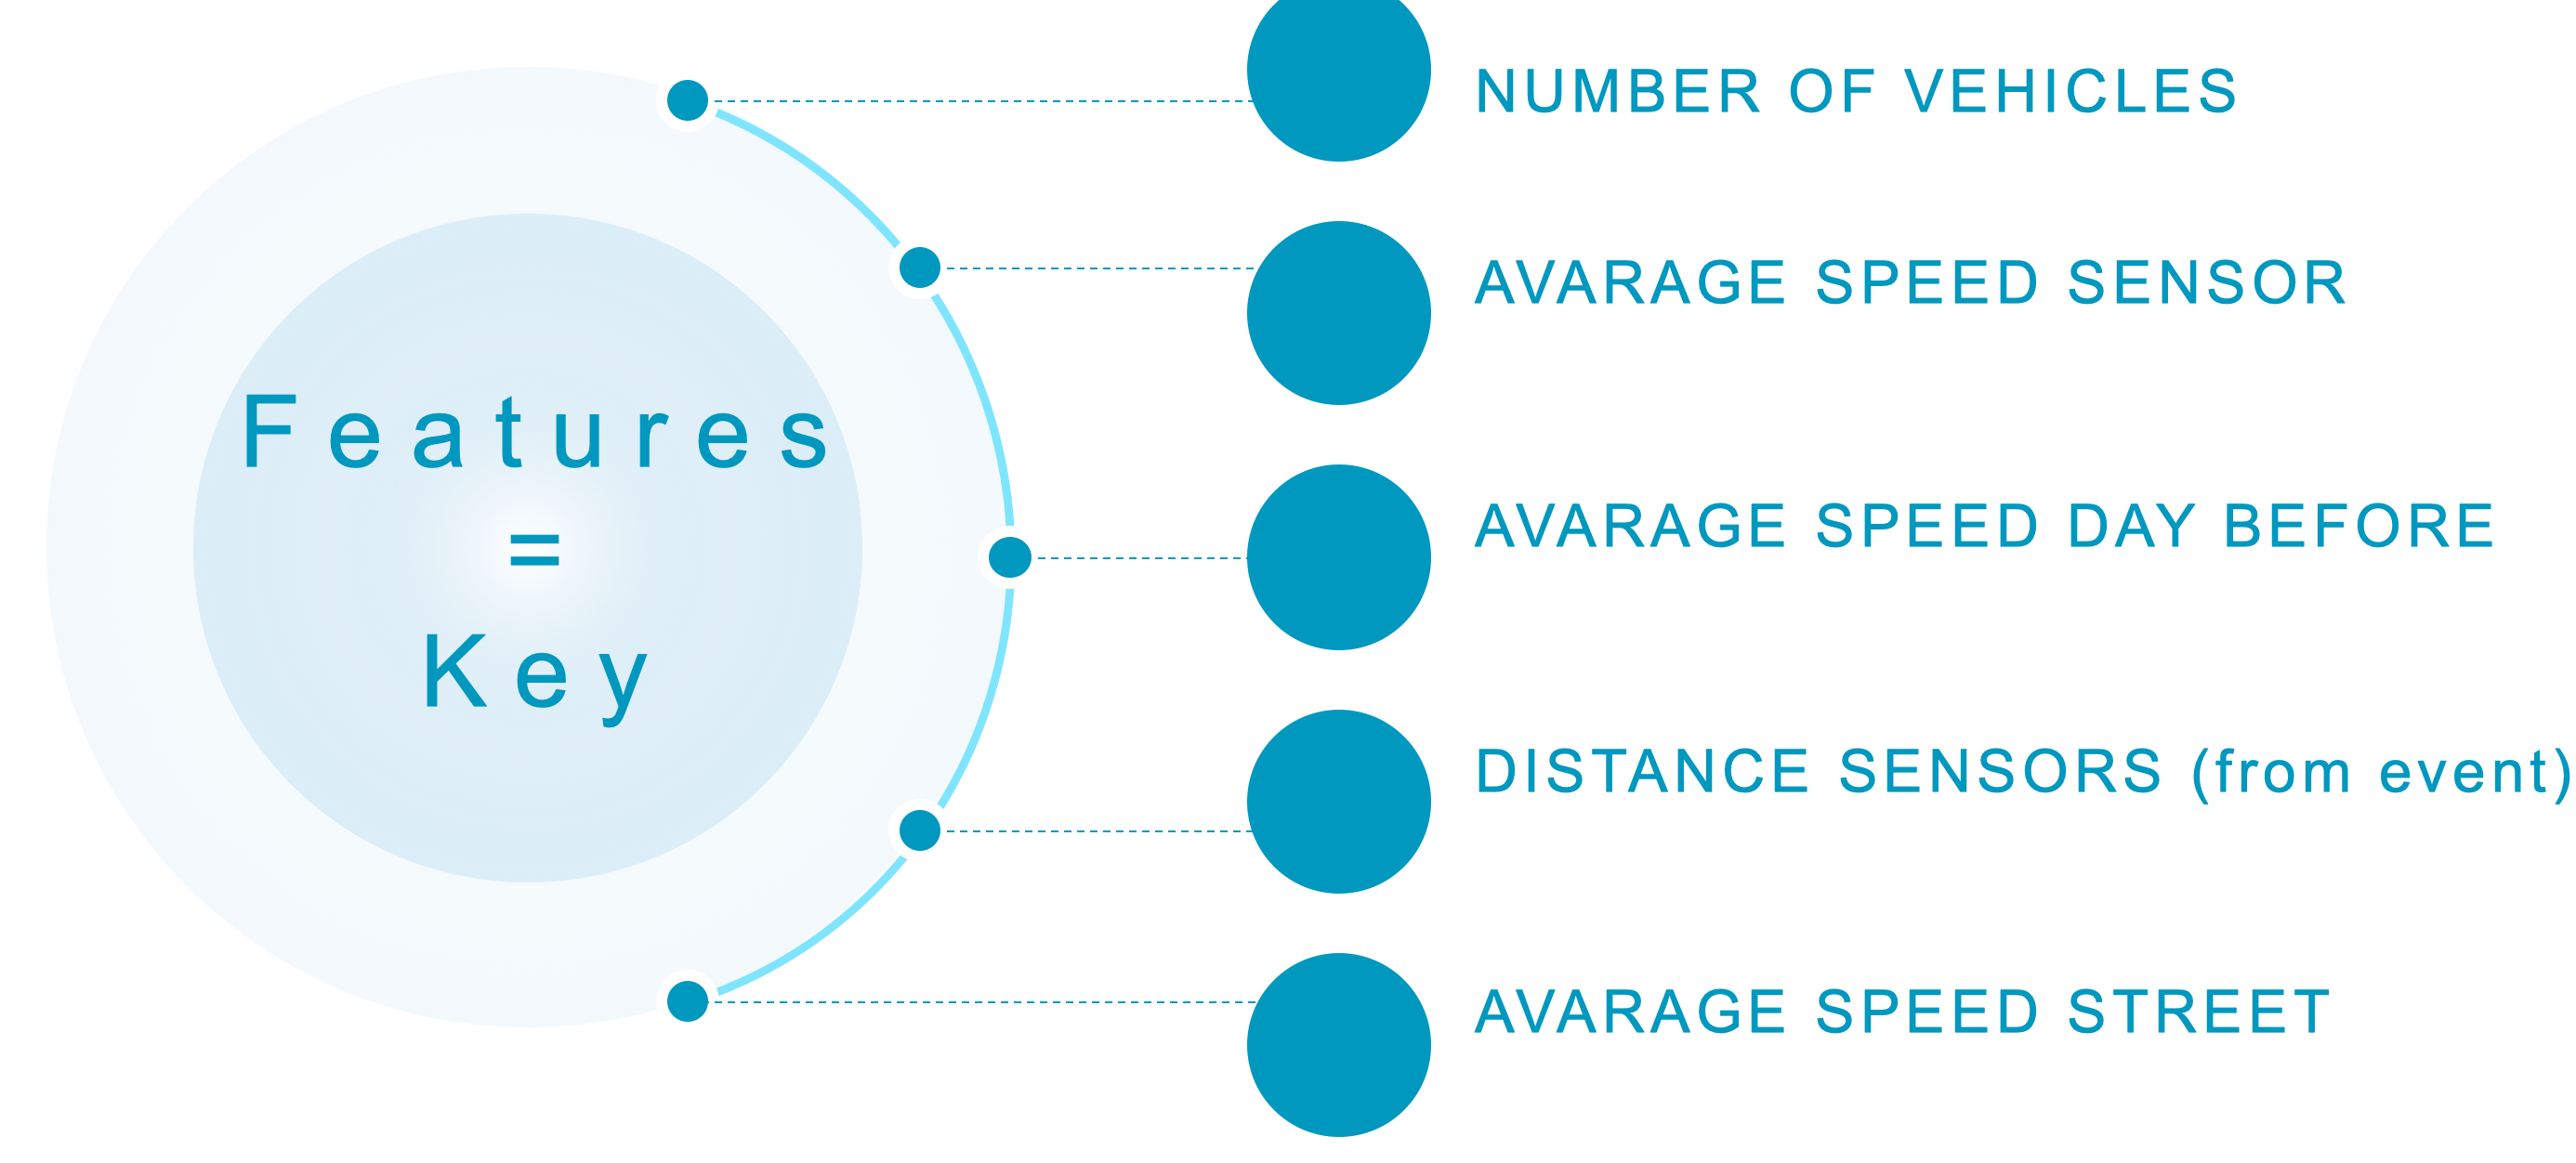 Features
=
Key
NUMBER OF VEHICLES
AVARAGE SPEED SENSOR
AVARAGE SPEED DAY BEFORE
DISTANCE SENSORS (from event)
AVARAGE SPEED STREET